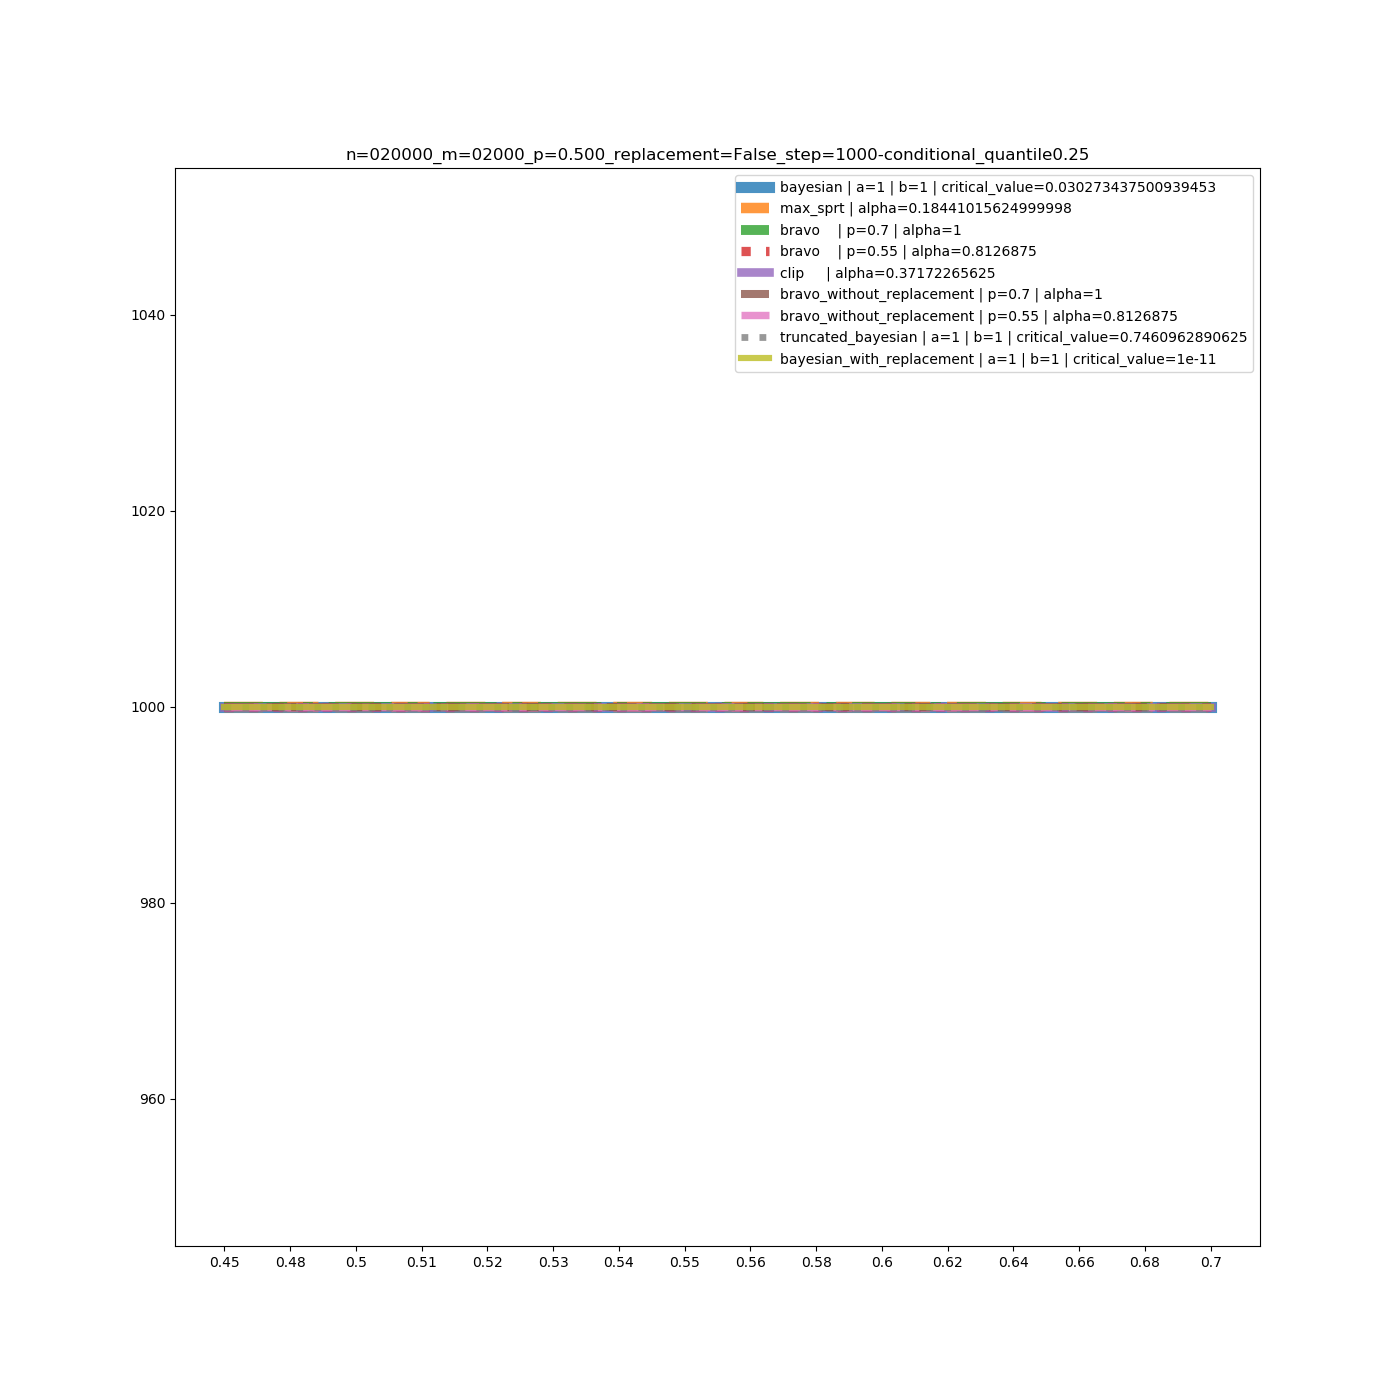 n=020000_m=02000_p=0.500_replacement=False_step=1000-conditional_quantile0.25
bayesian | a=1 | b=1 | critical_value=0.030273437500939453
max_sprt | alpha=0.18441015624999998
bravo | p=0.7 | alpha=1
bravo | p=0.55 | alpha=0.8126875
clip | alpha=0.37172265625
bravo_without_replacement | p=0.7 | alpha=1
bravo_without_replacement | p=0.55 | alpha=0.8126875
truncated_bayesian | a=1 | b=1 | critical_value=0.7460962890625
bayesian_with_replacement | a=1 | b=1 | critical_value=1e-11
1040
1020
1000
980
960
0.45 0.48 0.5 0.51 0.52 0.53 0.54 0.55 0.56 0.58 0.6 0.62 0.64 0.66 0.68 0.7